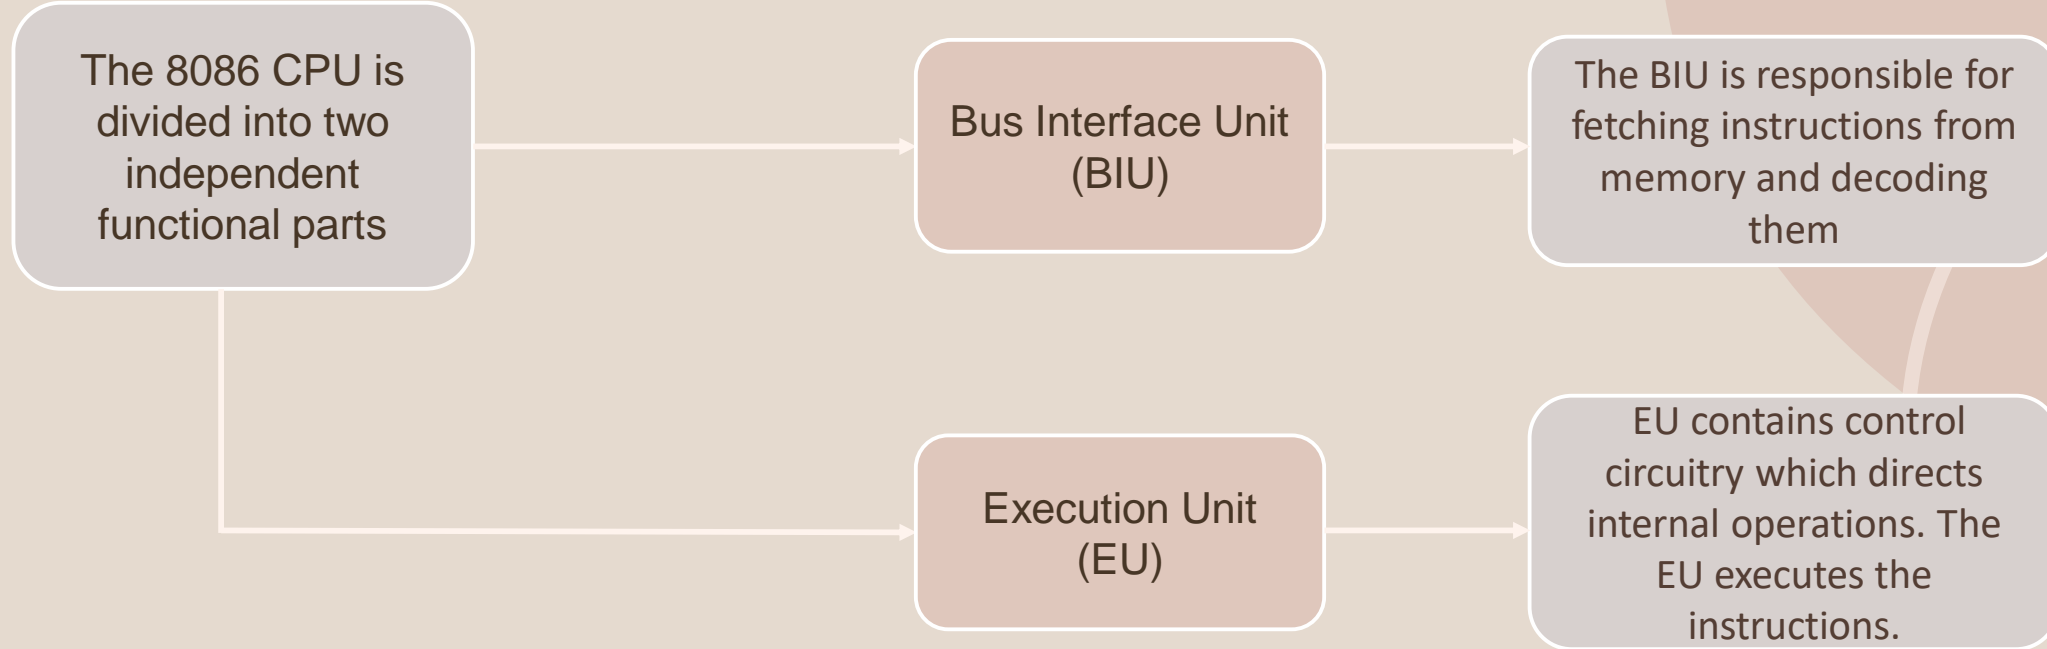 The 8086 CPU is
divided into two
independent
functional parts
Bus Interface Unit
(BIU)
The BIU is responsible for
fetching instructions from
memory and decoding
them
Execution Unit
(EU)
EU contains control
circuitry which directs
internal operations. The
EU executes the
instructions.